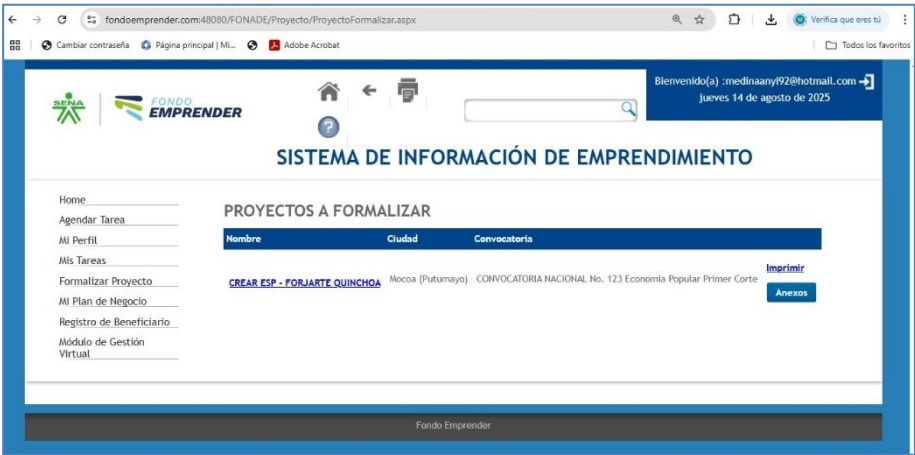 fondoemprender.com:48080/FONADE/Proyecto/ProyectoFormalizar.aspx
Verifica que eres tú
Cambiar contraseña
Página principal | Mi...
Adobe Acrobat
Todos los favoritos
SENA
FONDO
EMPRENDER
Bienvenido(a) :medinaanyi92@hotmail.com
jueves 14 de agosto de 2025
?
SISTEMA DE INFORMACIÓN DE EMPRENDIMIENTO
Home
Agendar Tarea
Mi Perfil
Mis Tareas
Formalizar Proyecto
Mi Plan de Negocio
Registro de Beneficiario
Módulo de Gestión
Virtual
PROYECTOS A FORMALIZAR
Nombre Ciudad Convocatoria
CREAR ESP - FORJARTE QUINCHOA Mocoa (Putumayo) CONVOCATORIA NACIONAL No. 123 Economía Popular Primer Corte
Imprimir
Anexos
Fondo Emprender